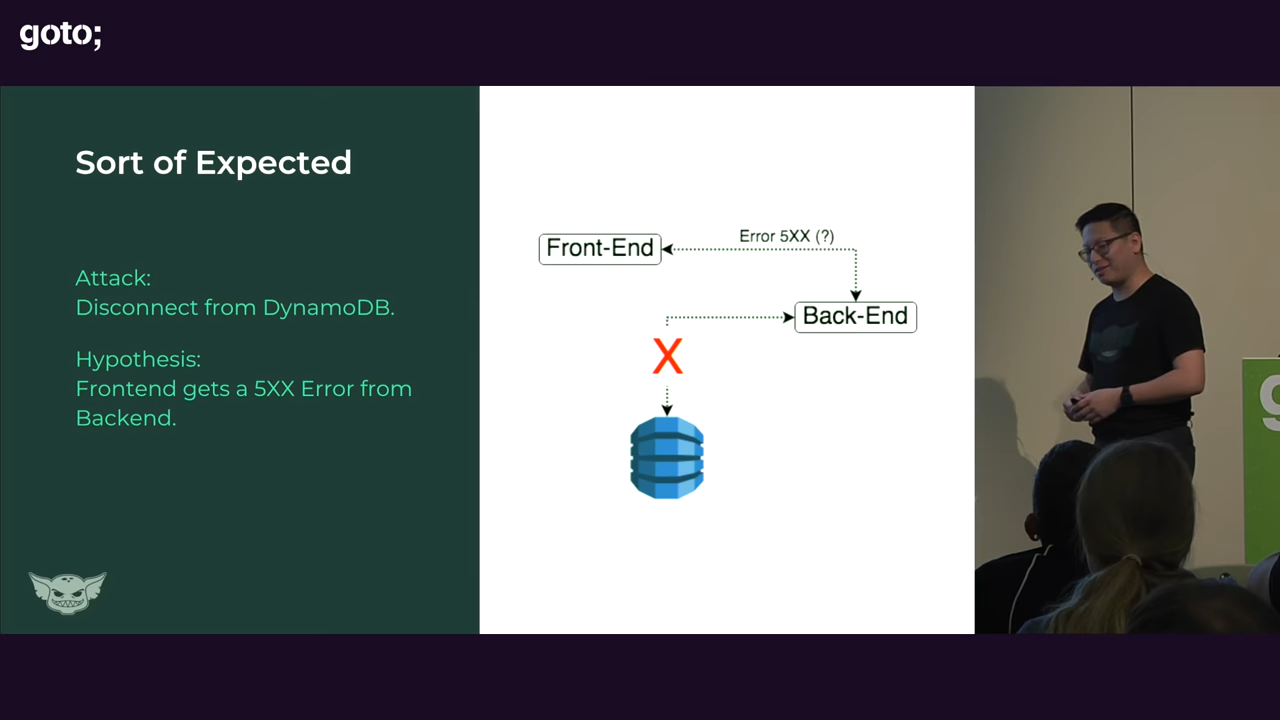 goto;
Sort of Expected
Attack:
Disconnect from DynamoDB.
Hypothesis:
Frontend gets a 5XX Error from
Backend.
Error 5XX (?)
Front-End
Back-End
X
g